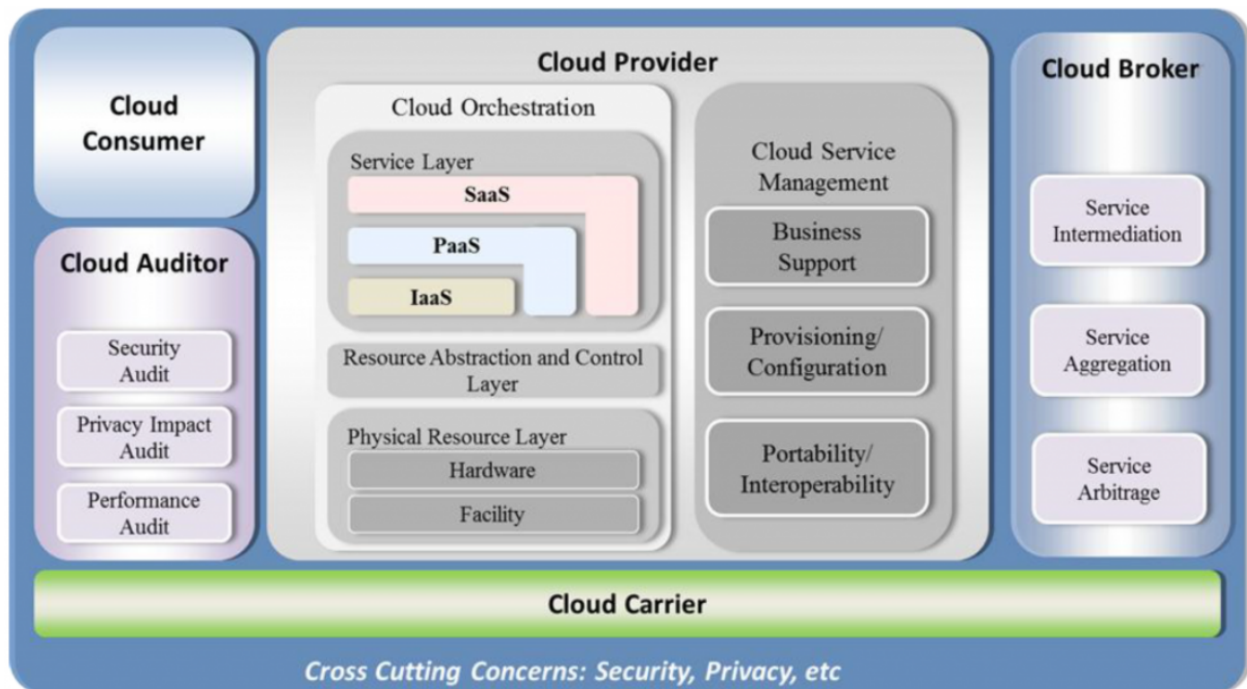 Cloud
Consumer
Cloud Auditor
Security
Audit
Privacy Impact
Audit
Performance
Audit
Cloud Provider
Cloud Orchestration
Service Layer
SaaS
PaaS
IaaS
Resource Abstraction and Control
Layer
Physical Resource Layer
Hardware
Facility
Cloud Service
Management
Business
Support
Provisioning/
Configuration
Portability/
Interoperability
Cloud Broker
Service
Intermediation
Service
Aggregation
Service
Arbitrage
Cloud Carrier
Cross Cutting Concerns: Security, Privacy, etc